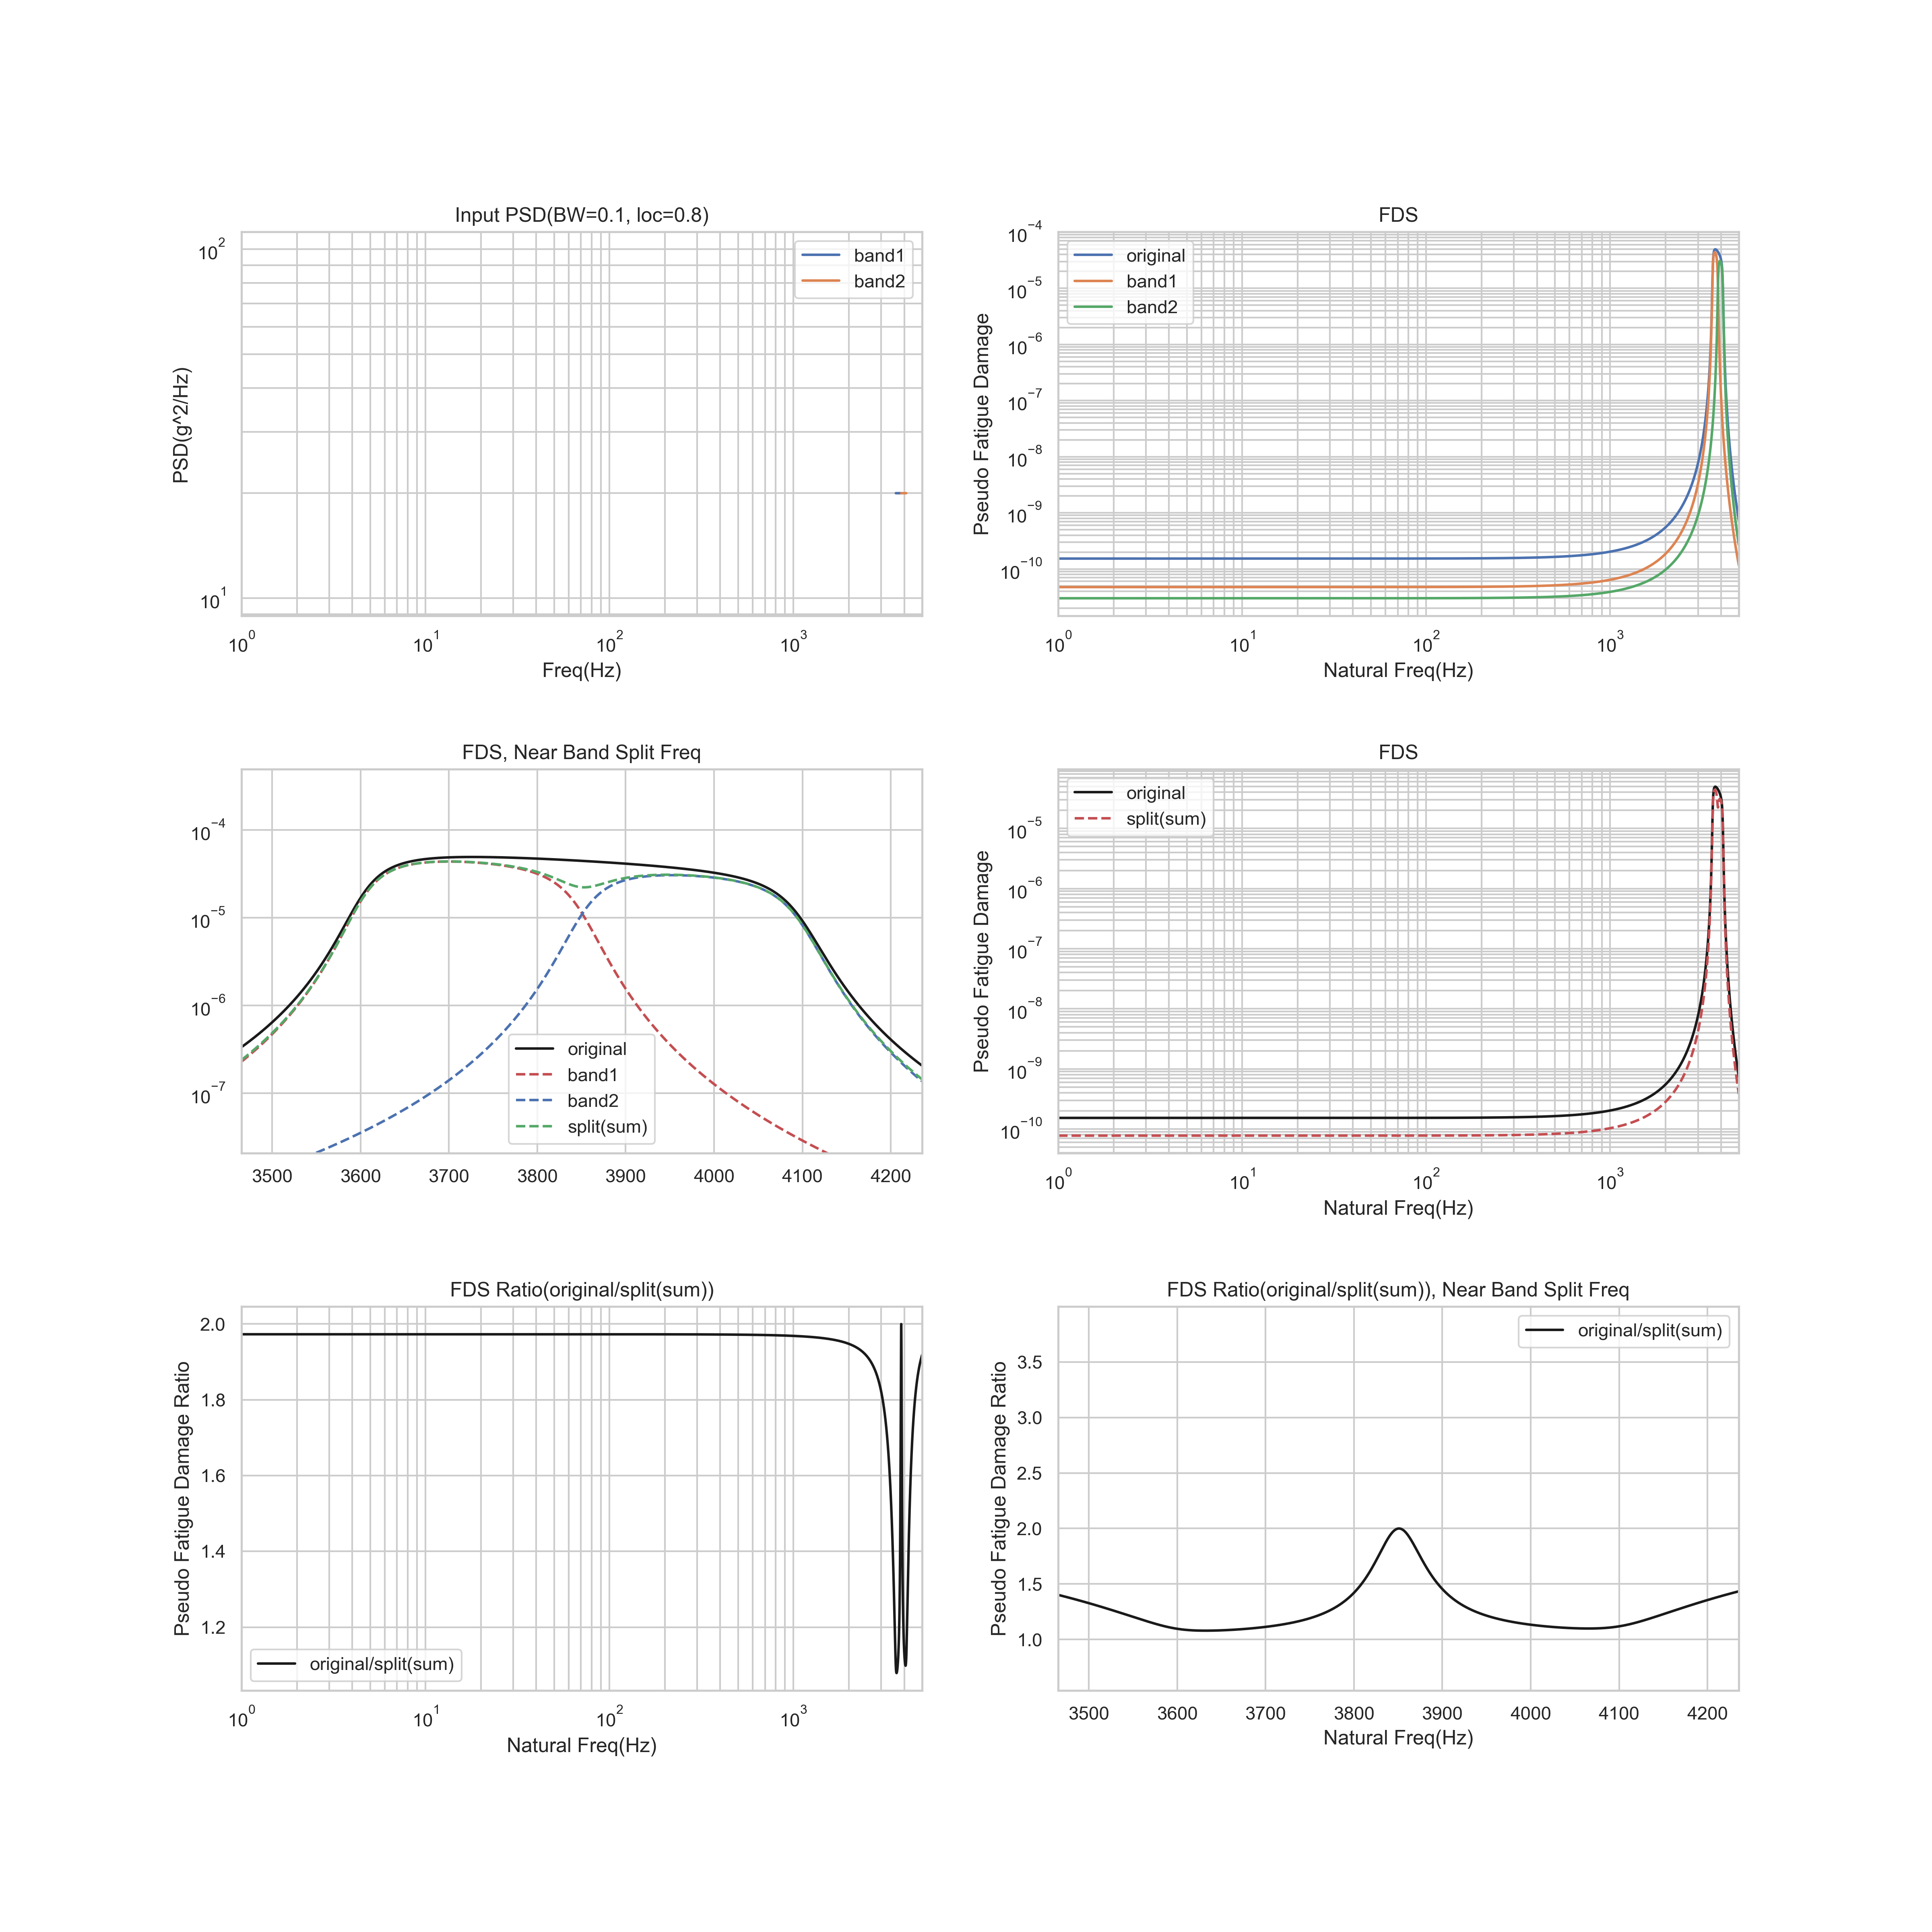 Input PSD(BW=0.1, loc=0.8)
PSD(g^2/Hz)
10^2
10^1
band1
band2
10^0 10^1 10^2 10^3
Freq(Hz)
FDS
Pseudo Fatigue Damage
10^−4
10^−5
10^−6
10^−7
10^−8
10^−9
10^−10
original
band1
band2
10^0 10^1 10^2 10^3
Natural Freq(Hz)
FDS, Near Band Split Freq
10^−4
10^−5
10^−6
10^−7
original
band1
band2
split(sum)
3500 3600 3700 3800 3900 4000 4100 4200
FDS
Pseudo Fatigue Damage
10^−5
10^−6
10^−7
10^−8
10^−9
10^−10
original
split(sum)
10^0 10^1 10^2 10^3
Natural Freq(Hz)
FDS Ratio(original/split(sum))
Pseudo Fatigue Damage Ratio
2.0
1.8
1.6
1.4
1.2
original/split(sum)
10^0 10^1 10^2 10^3
Natural Freq(Hz)
FDS Ratio(original/split(sum)), Near Band Split Freq
Pseudo Fatigue Damage Ratio
3.5
3.0
2.5
2.0
1.5
1.0
original/split(sum)
3500 3600 3700 3800 3900 4000 4100 4200
Natural Freq(Hz)